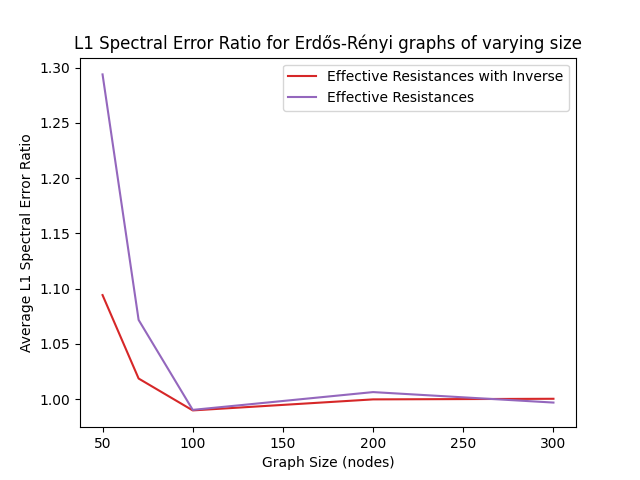 L1 Spectral Error Ratio for Erdős-Rényi graphs of varying size
Effective Resistances with Inverse
Effective Resistances
Average L1 Spectral Error Ratio
1.30
1.25
1.20
1.15
1.10
1.05
1.00
50
100
150
200
250
300
Graph Size (nodes)